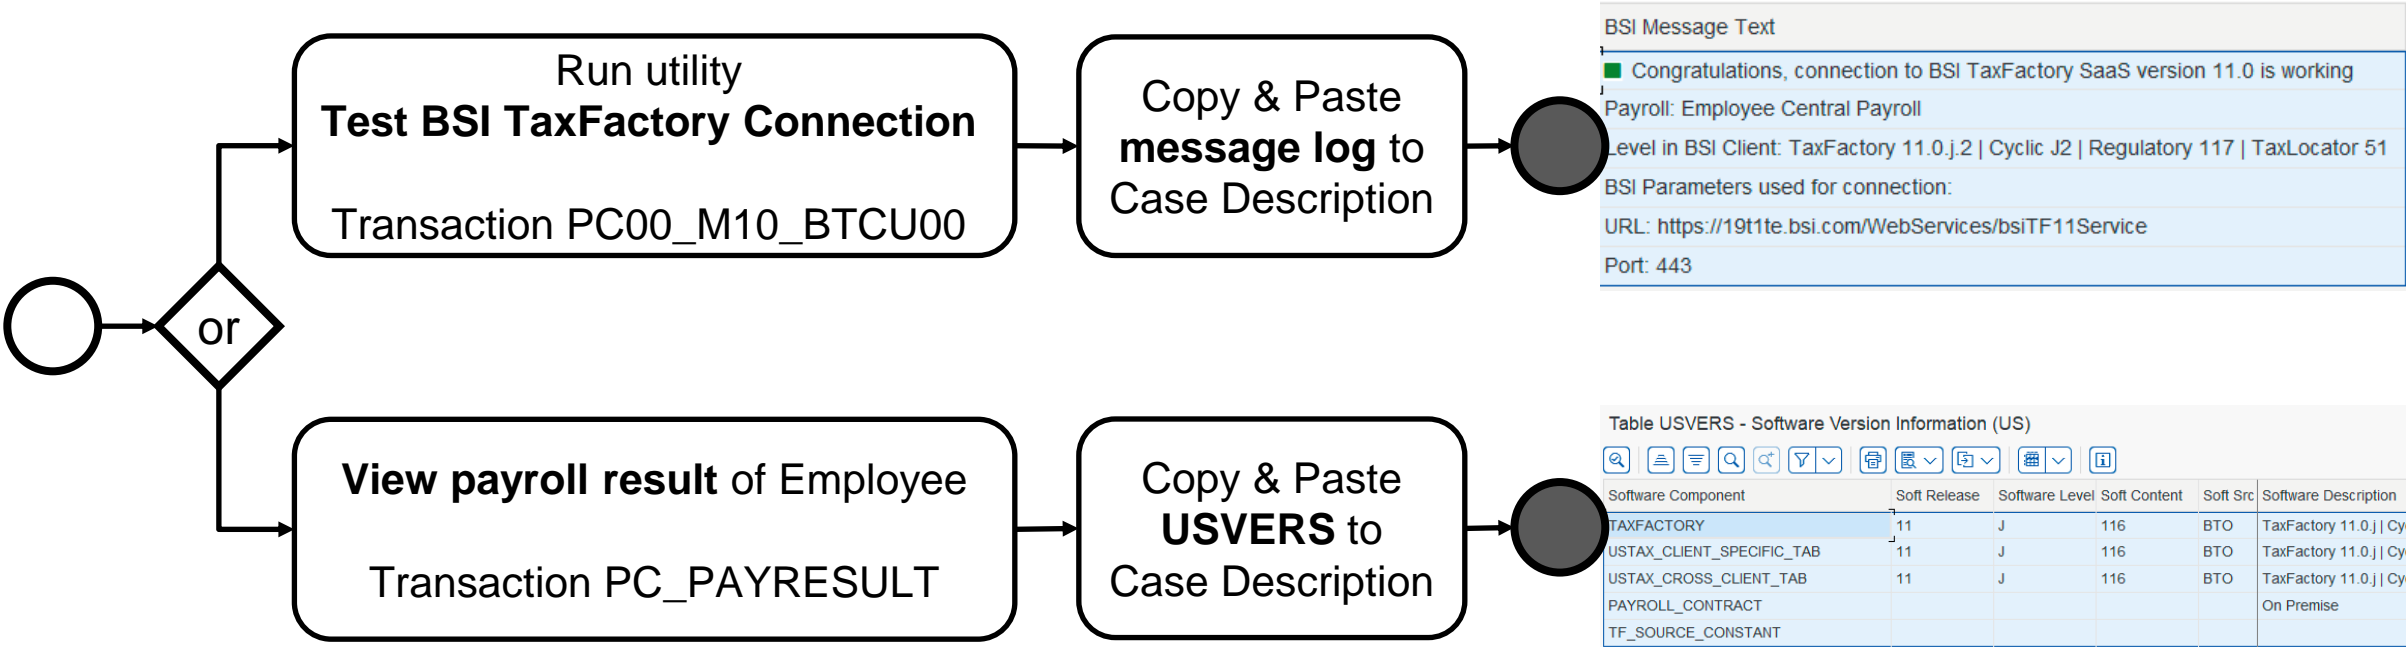 Run utility
Test BSI TaxFactory Connection
Transaction PC00_M10_BTCU00
Copy & Paste
message log to
Case Description
BSI Message Text
Congratulations, connection to BSI TaxFactory SaaS version 11.0 is working
Payroll: Employee Central Payroll
Level in BSI Client: TaxFactory 11.0.j.2 | Cyclic J2 | Regulatory 117 | TaxLocator 51
BSI Parameters used for connection:
URL: https://19t1te.bsi.com/WebServices/bsiTF11Service
Port: 443
or
View payroll result of Employee
Transaction PC_PAYRESULT
Copy & Paste
USVERS to
Case Description
Table USVERS - Software Version Information (US)
Software Component Soft Release Software Level Soft Content Soft Src Software Description
TAXFACTORY 11 J 116 BTO TaxFactory 11.0.j | Cy
USTAX_CLIENT_SPECIFIC_TAB 11 J 116 BTO TaxFactory 11.0.j | Cy
USTAX_CROSS_CLIENT_TAB 11 J 116 BTO TaxFactory 11.0.j | Cy
PAYROLL_CONTRACT On Premise
TF_SOURCE_CONSTANT